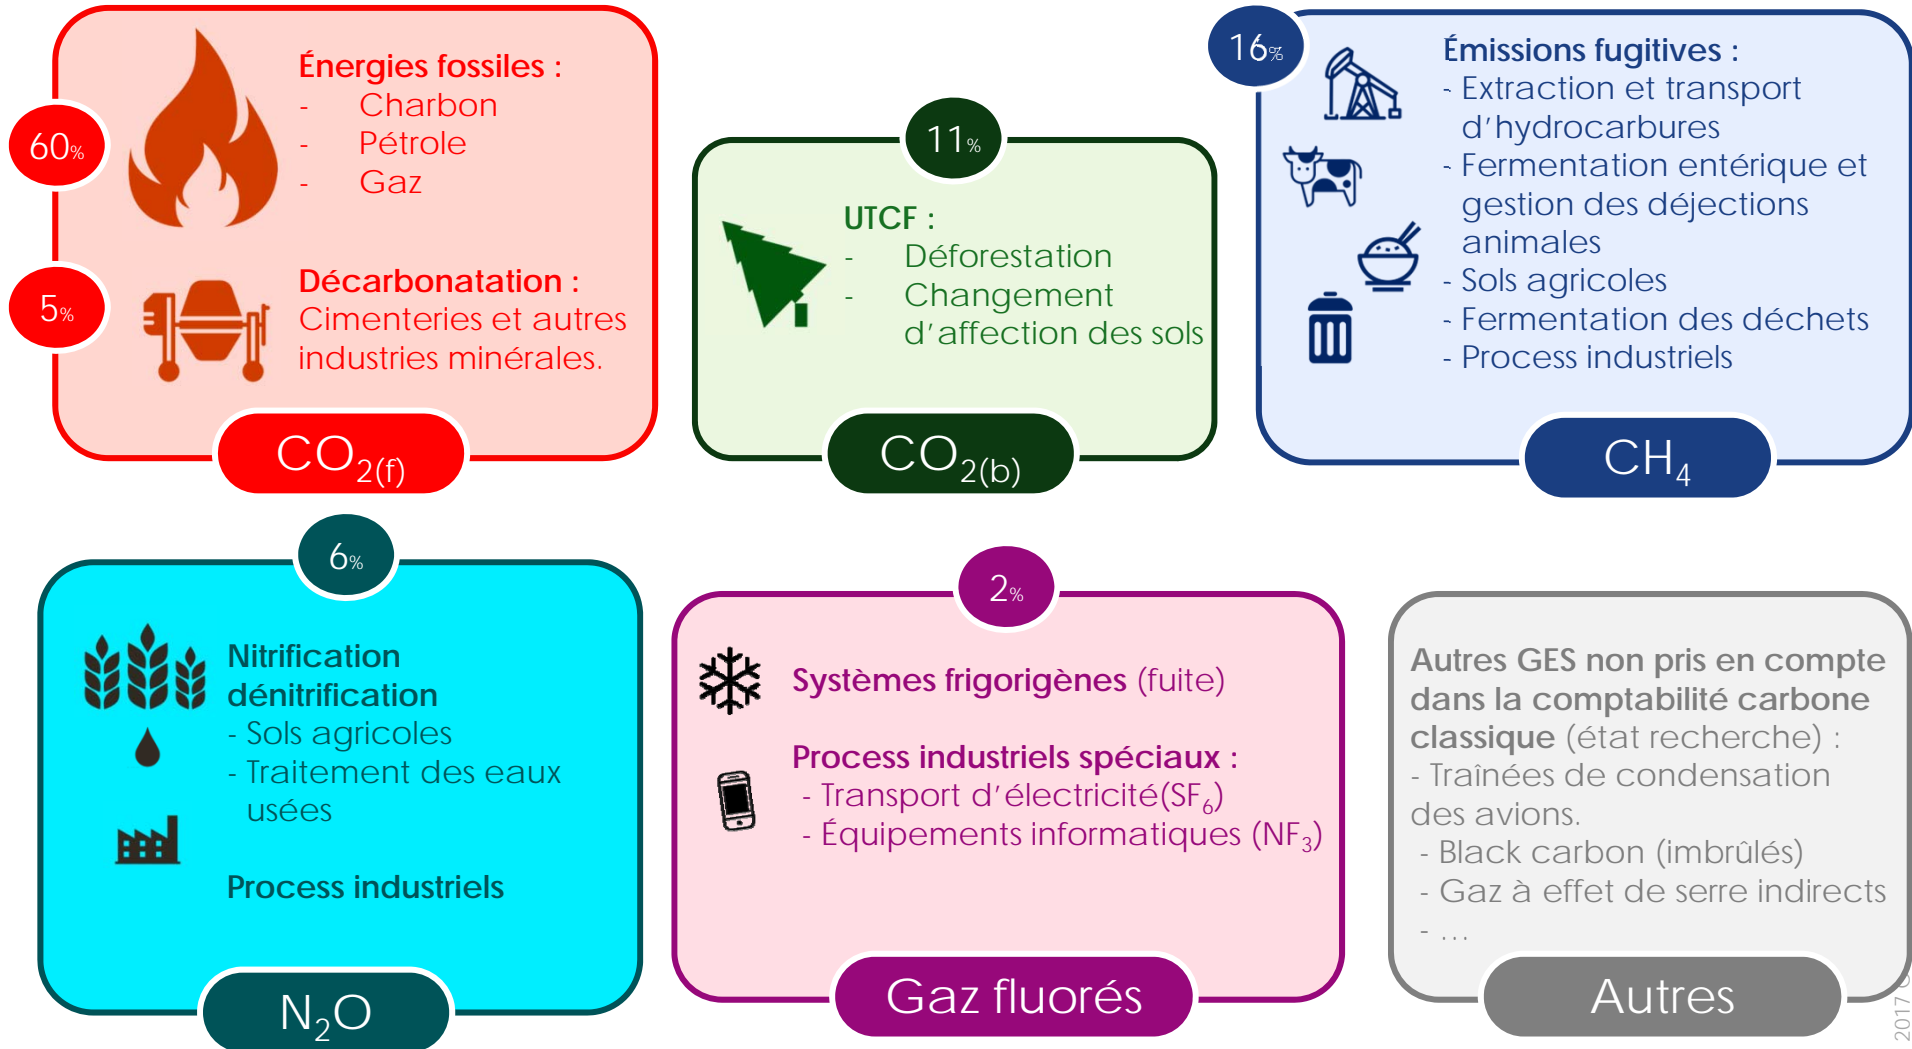 60%
Énergies fossiles :
- Charbon
- Pétrole
- Gaz
5%
Décarbonatation :
Cimenteries et autres
industries minérales.
CO2(f)
11%
UTCF :
- Déforestation
- Changement
d'affection des sols
CO2(b)
16%
Émissions fugitives :
- Extraction et transport
d'hydrocarbures
- Fermentation entérique et
gestion des déjections
animales
- Sols agricoles
- Fermentation des déchets
- Process industriels
CH4
6%
Nitrification
dénitrification
- Sols agricoles
- Traitement des eaux
usées
Process industriels
N2O
2%
Systèmes frigorigènes (fuite)
Process industriels spéciaux :
- Transport d'électricité(SF6)
- Équipements informatiques (NF3)
Gaz fluorés
Autres GES non pris en compte
dans la comptabilité carbone
classique (état recherche) :
- Traînées de condensation
des avions.
- Black carbon (imbrûlés)
- Gaz à effet de serre indirects
- …
Autres
2017